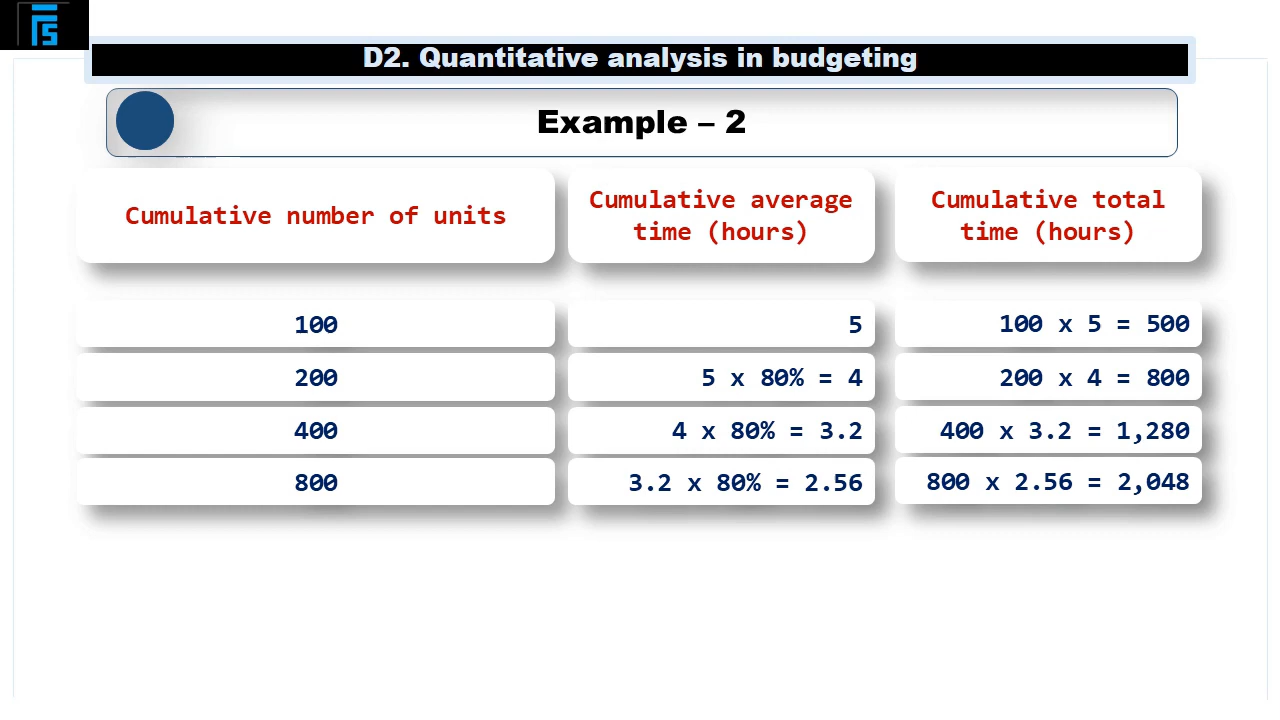 D2. Quantitative analysis in budgeting
Example – 2
Cumulative number of units
Cumulative average
time (hours)
Cumulative total
time (hours)
100
5
100 x 5 = 500
200
5 x 80% = 4
200 x 4 = 800
400
4 x 80% = 3.2
400 x 3.2 = 1,280
800
3.2 x 80% = 2.56
800 x 2.56 = 2,048